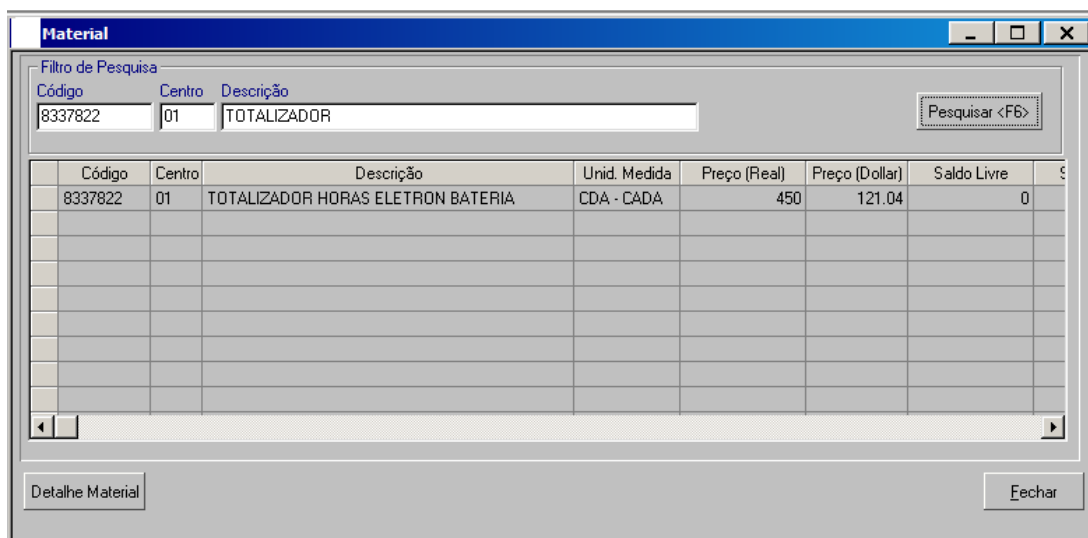 Material
Filtro de Pesquisa
Código Centro Descrição
8337822 01 TOTALIZADOR Pesquisar <F6>
Código Centro Descrição Unid. Medida Preço (Real) Preço (Dollar) Saldo Livre
8337822 01 TOTALIZADOR HORAS ELETRON BATERIA CDA - CADA 450 121.04 0
Detalhe Material Fechar